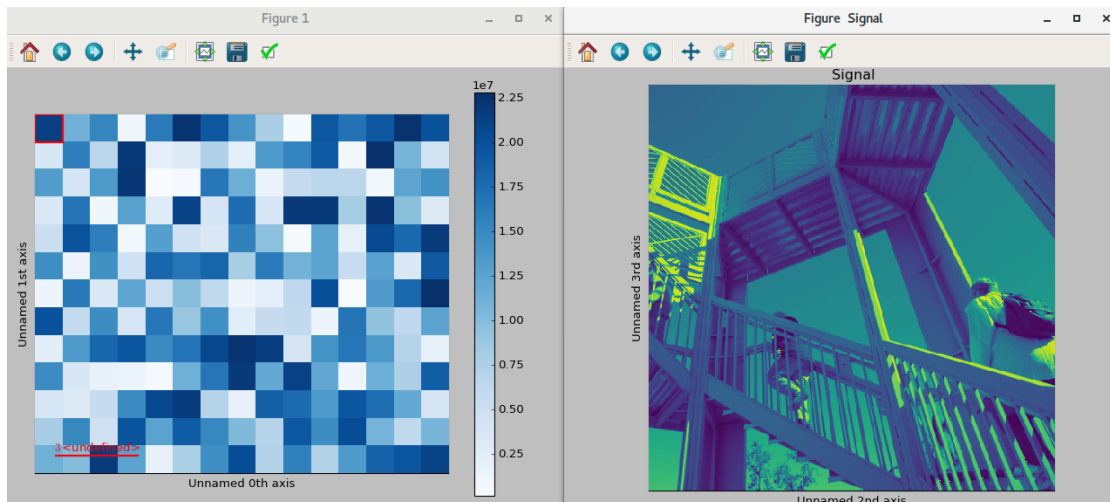 Figure 1
1e7
2.25
2.00
1.75
1.50
1.25
1.00
0.75
0.50
0.25
Unnamed 1st axis
3<undefined>
Unnamed 0th axis
Figure Signal
Signal
Unnamed 3rd axis
Unnamed 2nd axis